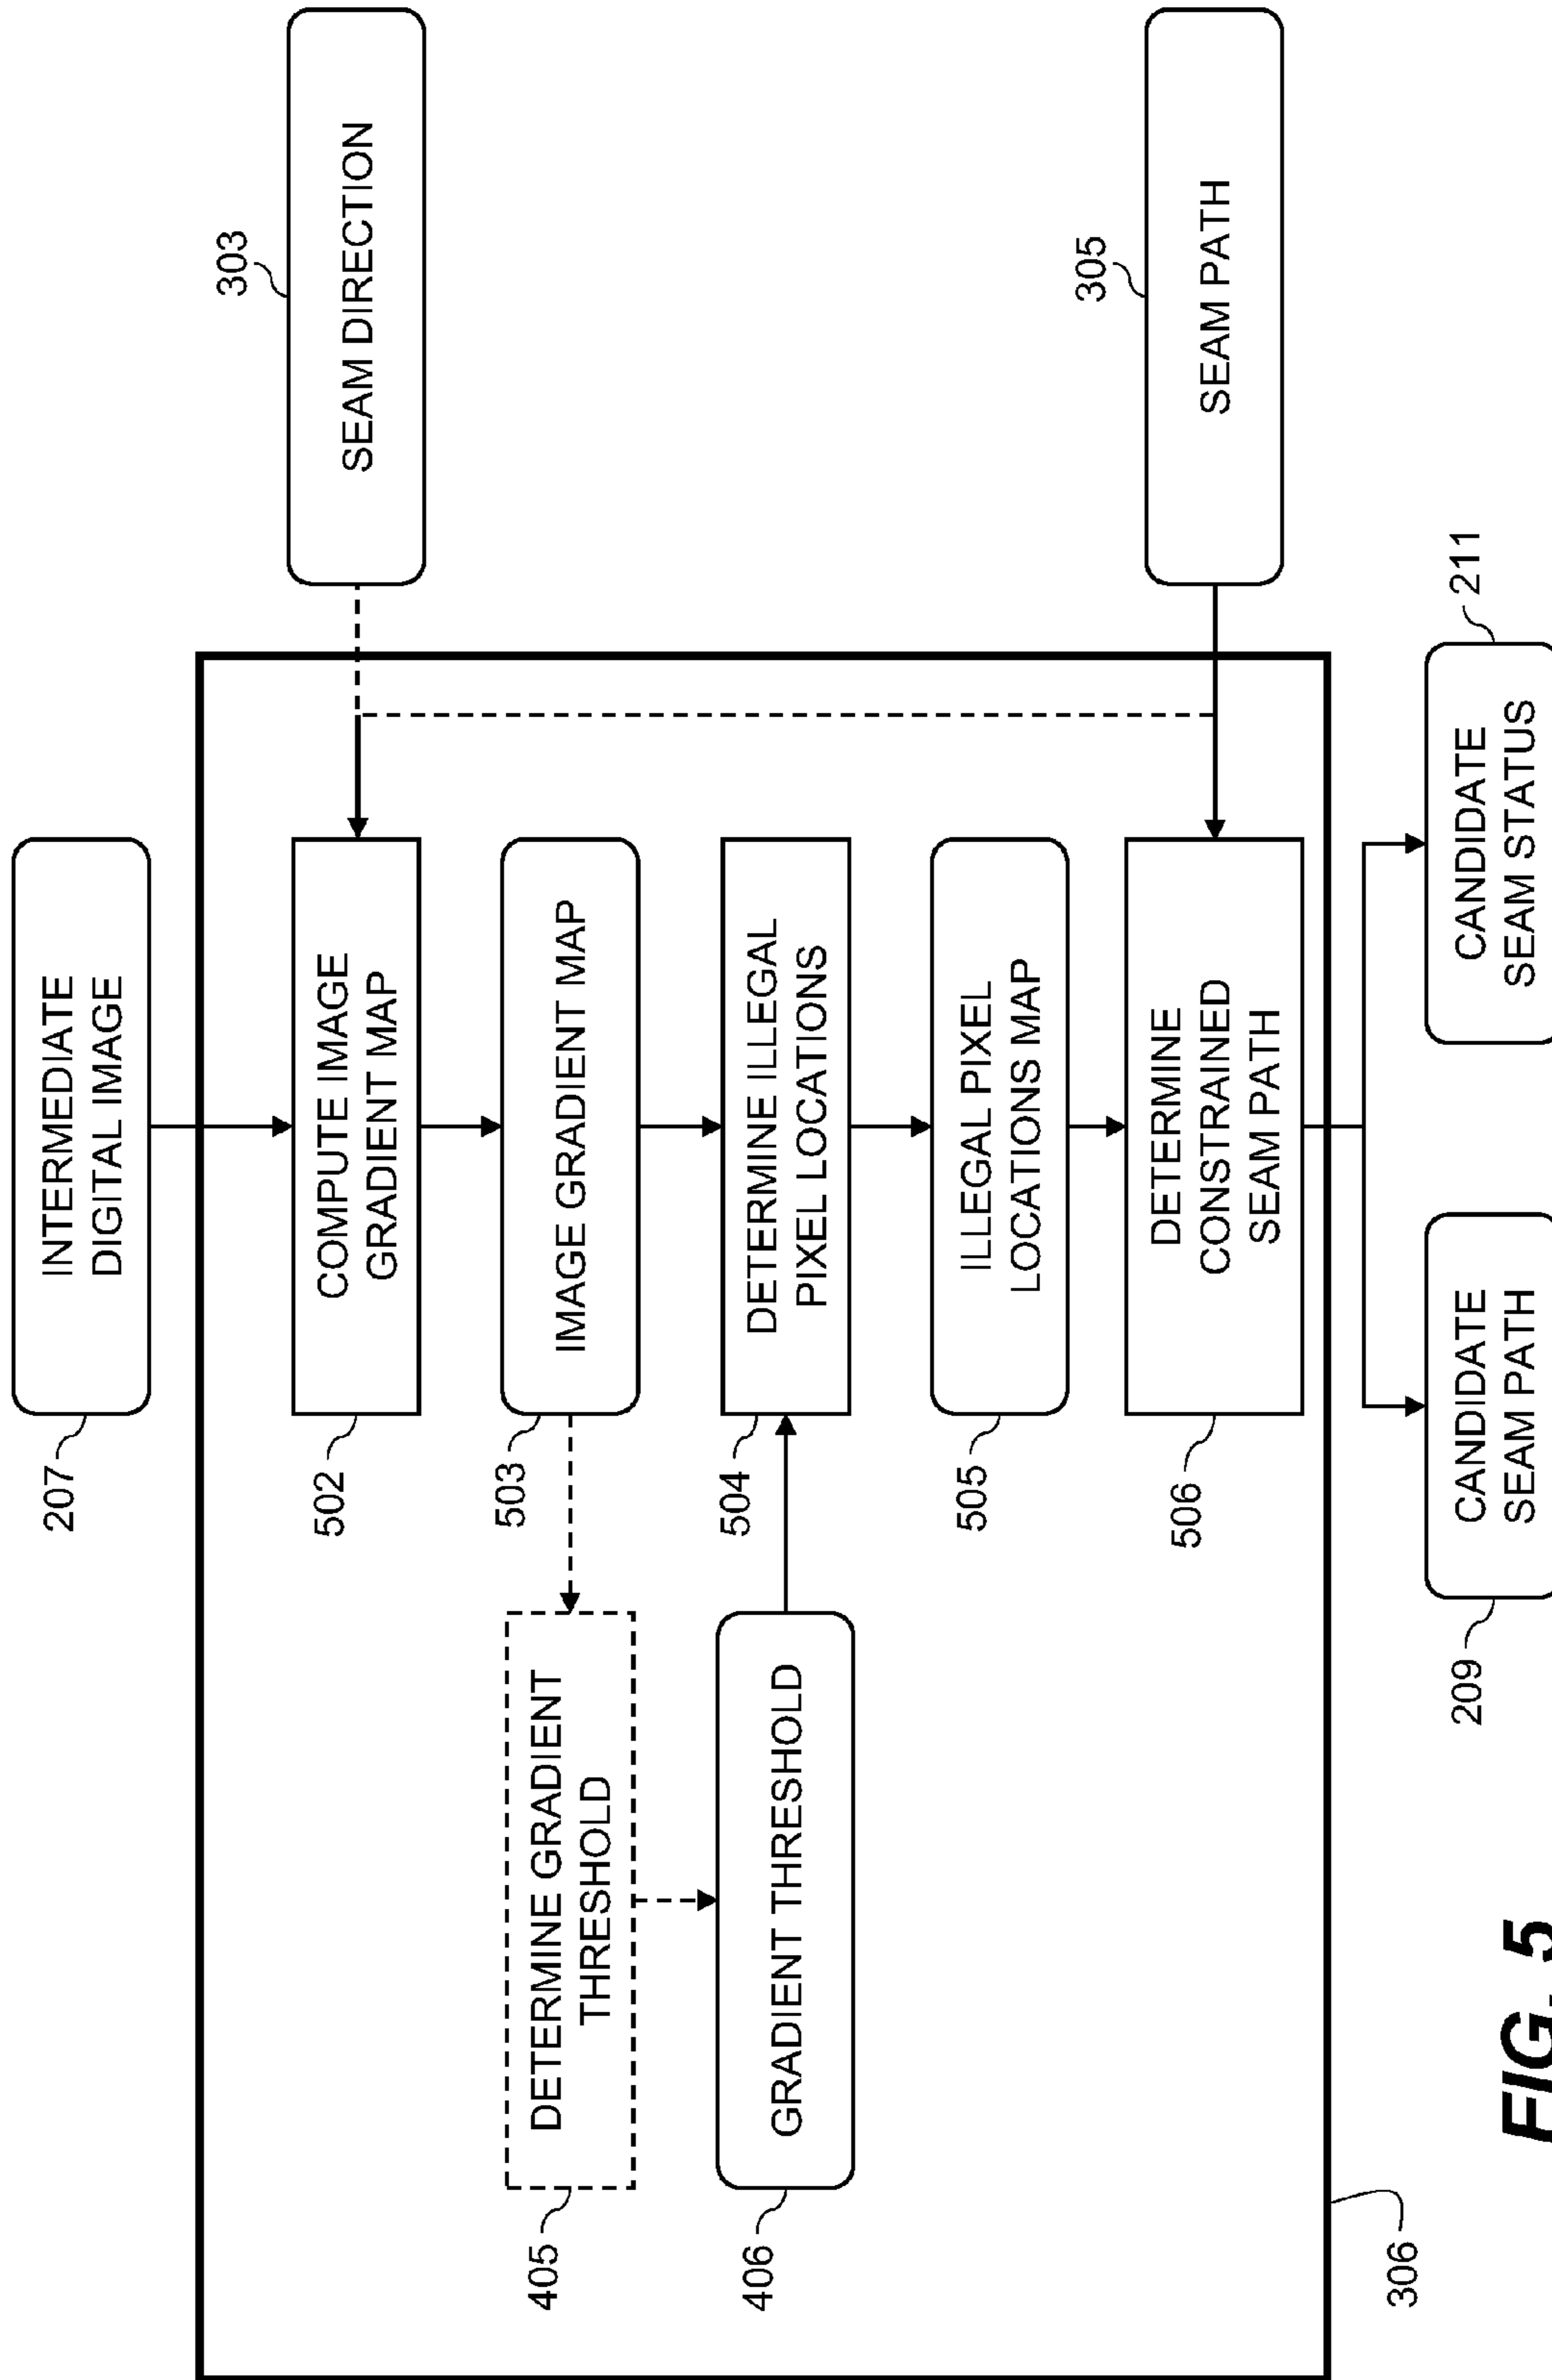 207
INTERMEDIATE
DIGITAL IMAGE
303
SEAM DIRECTION
502
COMPUTE IMAGE
GRADIENT MAP
405
DETERMINE GRADIENT
THRESHOLD
503
IMAGE GRADIENT MAP
406
GRADIENT THRESHOLD
504
DETERMINE ILLEGAL
PIXEL LOCATIONS
505
ILLEGAL PIXEL
LOCATIONS MAP
305
SEAM PATH
506
DETERMINE
CONSTRAINED
SEAM PATH
306
209
CANDIDATE
SEAM PATH
CANDIDATE
SEAM STATUS
211
FIG. 5